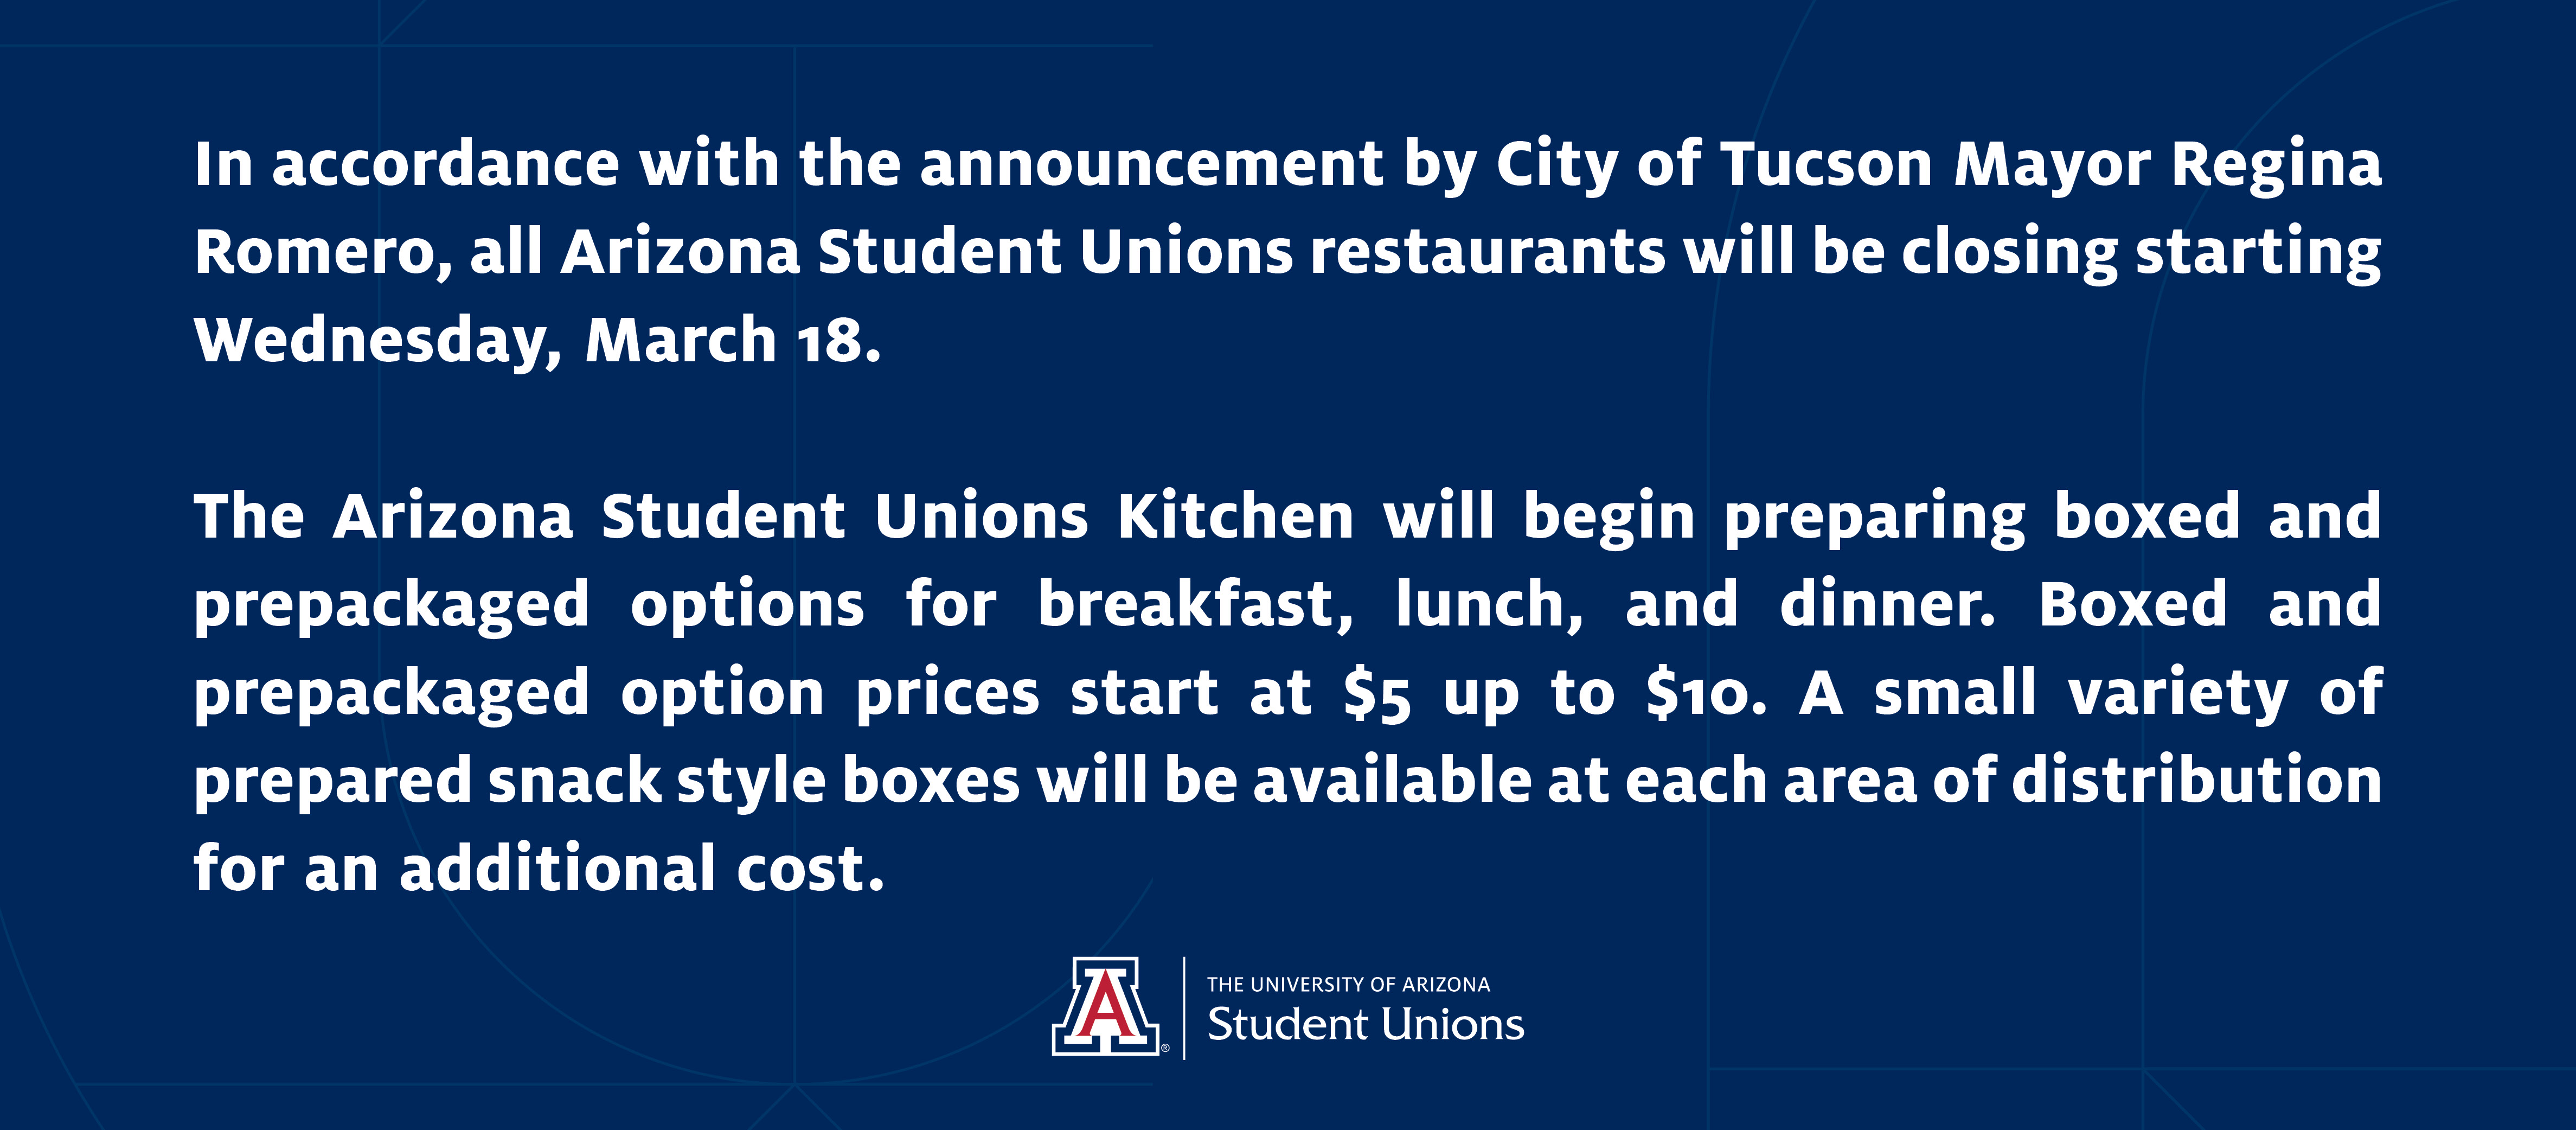 In accordance with the announcement by City of Tucson Mayor Regina
Romero, all Arizona Student Unions restaurants will be closing starting
Wednesday, March 18.
The Arizona Student Unions Kitchen will begin preparing boxed and
prepackaged options for breakfast, lunch, and dinner. Boxed and
prepackaged option prices start at $5 up to $10. A small variety of
prepared snack style boxes will be available at each area of distribution
for an additional cost.
A ®
THE UNIVERSITY OF ARIZONA
Student Unions